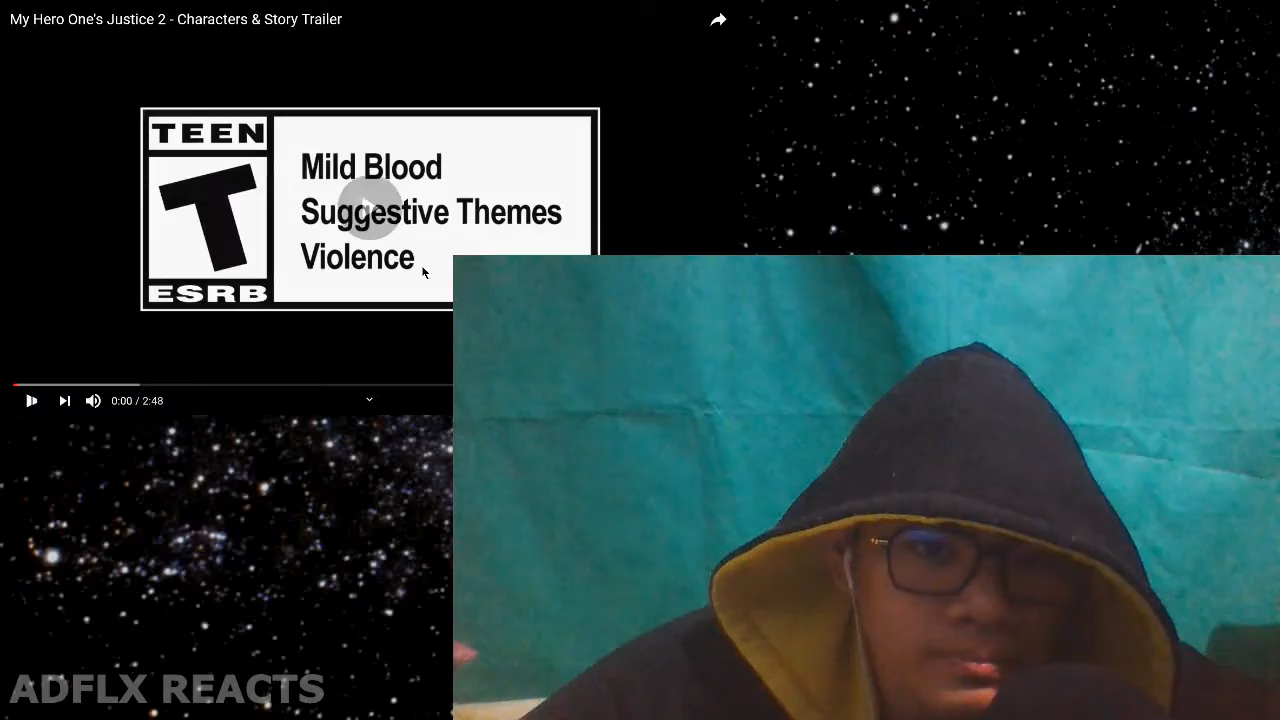 My Hero One's Justice 2 - Characters & Story Trailer
TEEN
T
ESRB
Mild Blood
Suggestive Themes
Violence
0:00 / 2:48
ADFLX REACTS